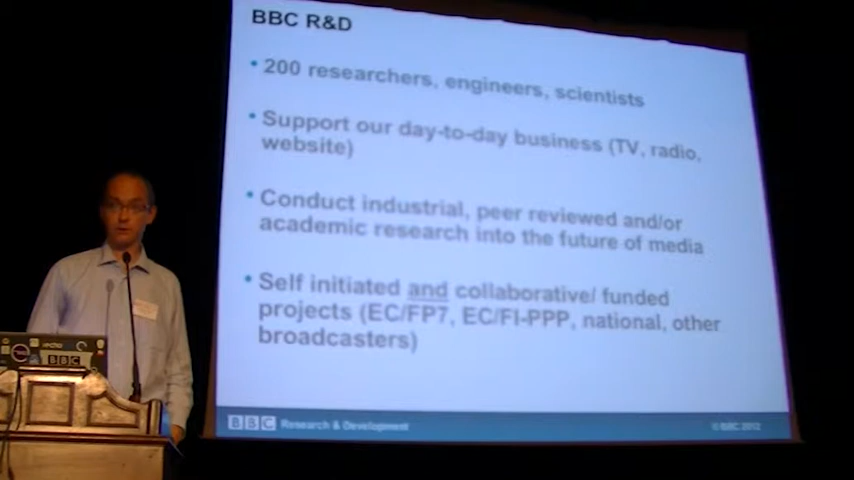 BBC R&D
• 200 researchers, engineers, scientists
• Support our day-to-day business (TV, radio,
website)
• Conduct industrial, peer reviewed and/or
academic research into the future of media
• Self initiated and collaborative/ funded
projects (EC/FP7, EC/FI-PPP, national, other
broadcasters)
BBC Research & Development
© BBC 2012
BBC